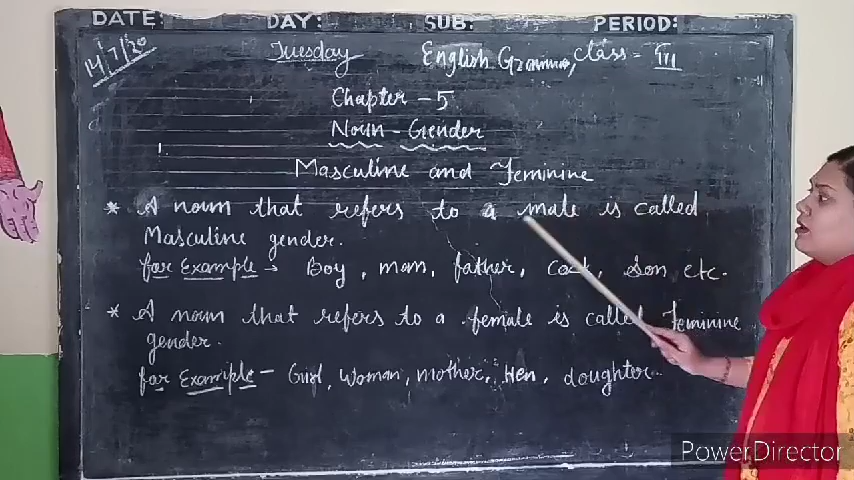 DATE: DAY: SUB: PERIOD:
14/7/20 Tuesday English Grammar, class = III
Chapter - 5
Noun - Gender
Masculine and Feminine
* A noun that refers to a male is called
Masculine gender.
for Example → Boy, man, father, cock, Son etc.
* A noun that refers to a female is called Feminine
gender.
for Example - Girl, Woman, mother, Hen, doughter.
PowerDirector